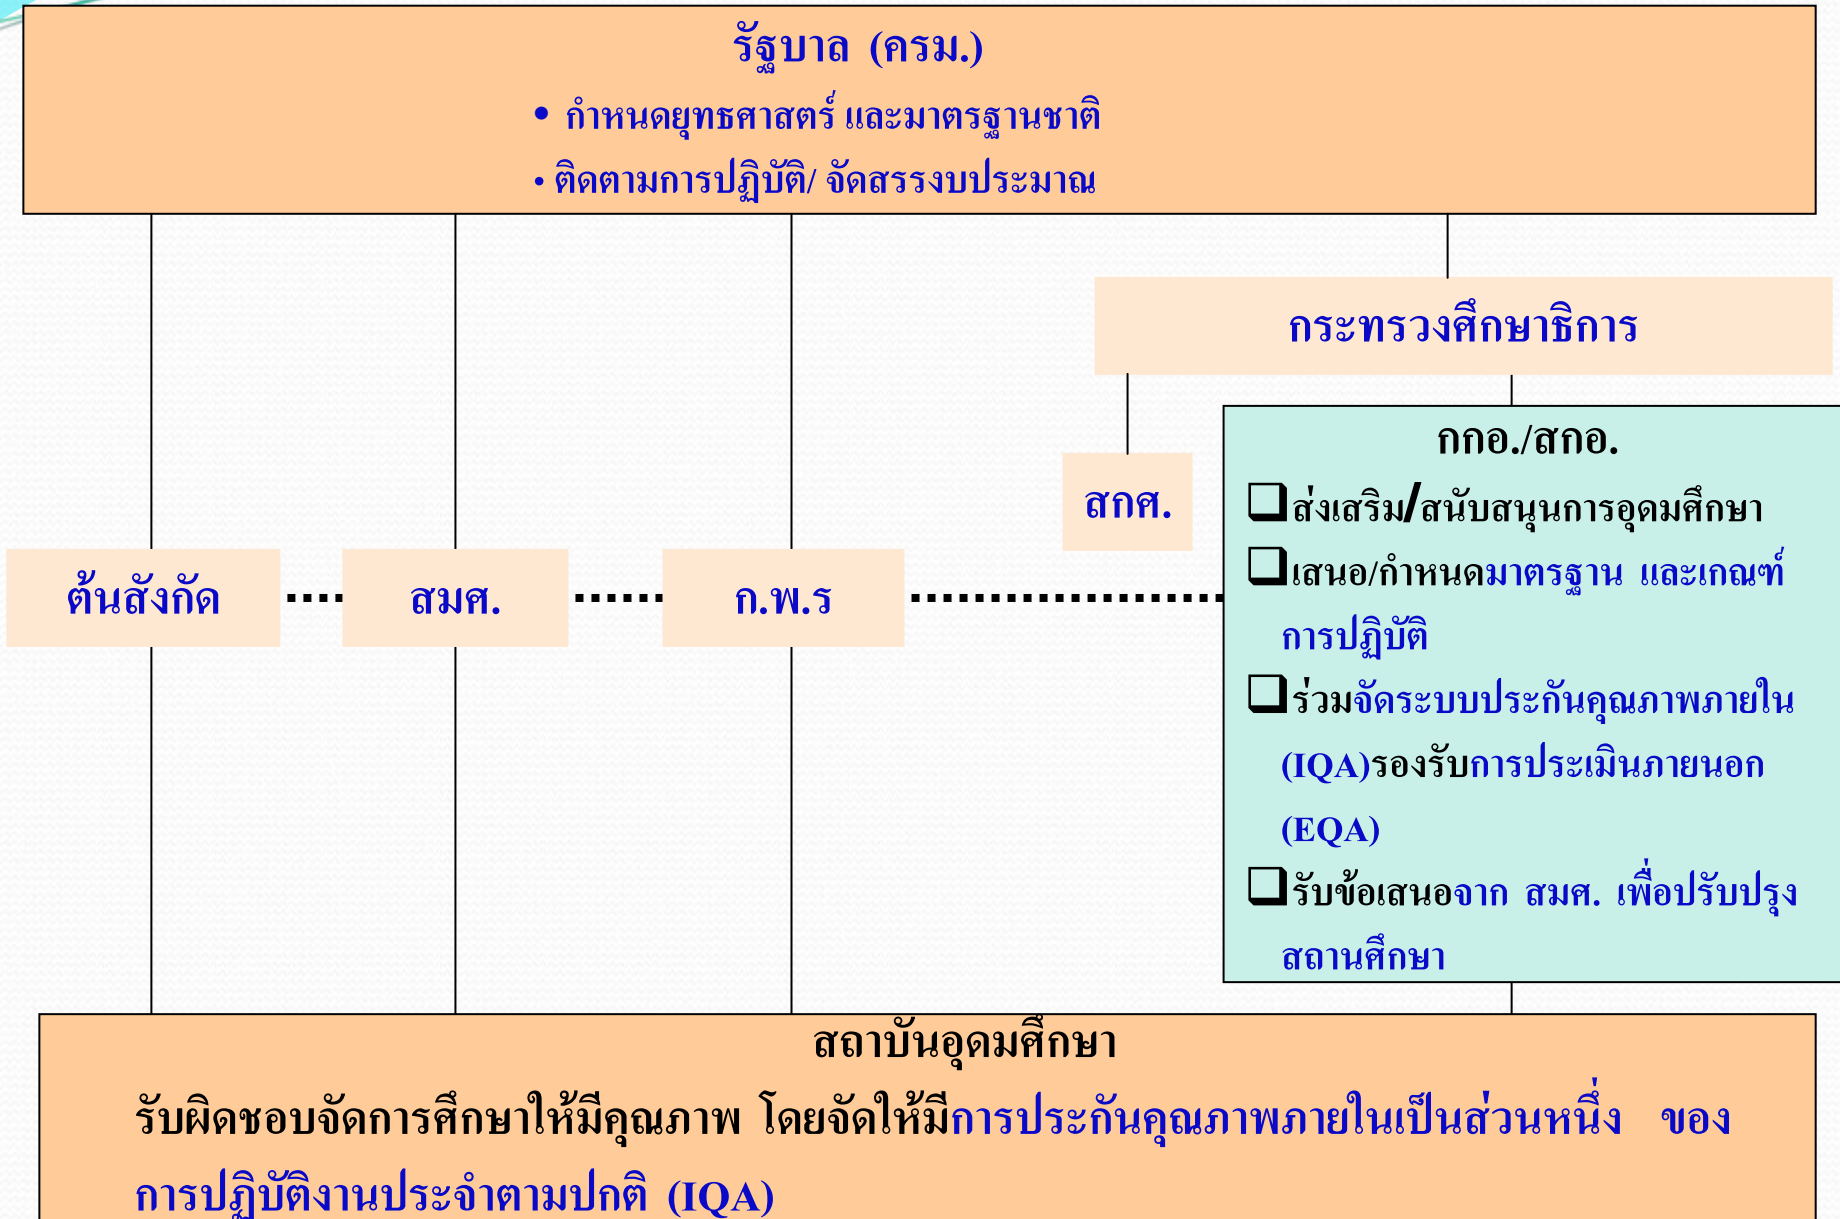 รัฐบาล (ครม.)
• กำหนดยุทธศาสตร์ และมาตรฐานชาติ
• ติดตามการปฏิบัติ/ จัดสรรงบประมาณ
กระทรวงศึกษาธิการ
สกศ.
ต้นสังกัด
สมศ.
ก.พ.ร
กกอ./สกอ.
❑ส่งเสริม/สนับสนุนการอุดมศึกษา
❑เสนอ/กำหนดมาตรฐาน และเกณฑ์
การปฏิบัติ
❑ร่วมจัดระบบประกันคุณภาพภายใน
(IQA)รองรับการประเมินภายนอก
(EQA)
❑รับข้อเสนอจาก สมศ. เพื่อปรับปรุง
สถานศึกษา
สถาบันอุดมศึกษา
รับผิดชอบจัดการศึกษาให้มีคุณภาพ โดยจัดให้มีการประกันคุณภาพภายในเป็นส่วนหนึ่ง ของ
การปฏิบัติงานประจำตามปกติ (IQA)